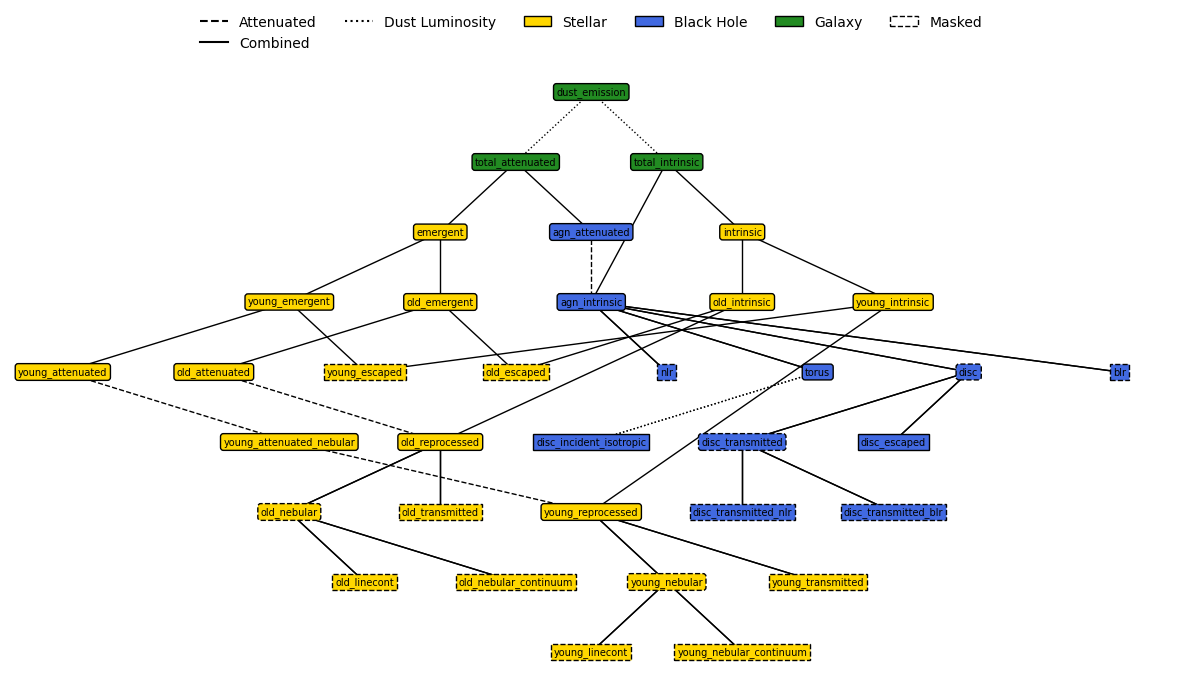 Attenuated Dust Luminosity Stellar Black Hole Galaxy Masked
Combined
dust_emission
total_attenuated total_intrinsic
emergent agn_attenuated intrinsic
young_emergent old_emergent agn_intrinsic old_intrinsic young_intrinsic
young_attenuated old_attenuated young_escaped old_escaped nlr torus disc blr
young_attenuated_nebular old_reprocessed disc_incident_isotropic disc_transmitted disc_escaped
old_nebular old_transmitted young_reprocessed disc_transmitted_nlr disc_transmitted_blr
old_linecont old_nebular_continuum young_nebular young_transmitted
young_linecont young_nebular_continuum